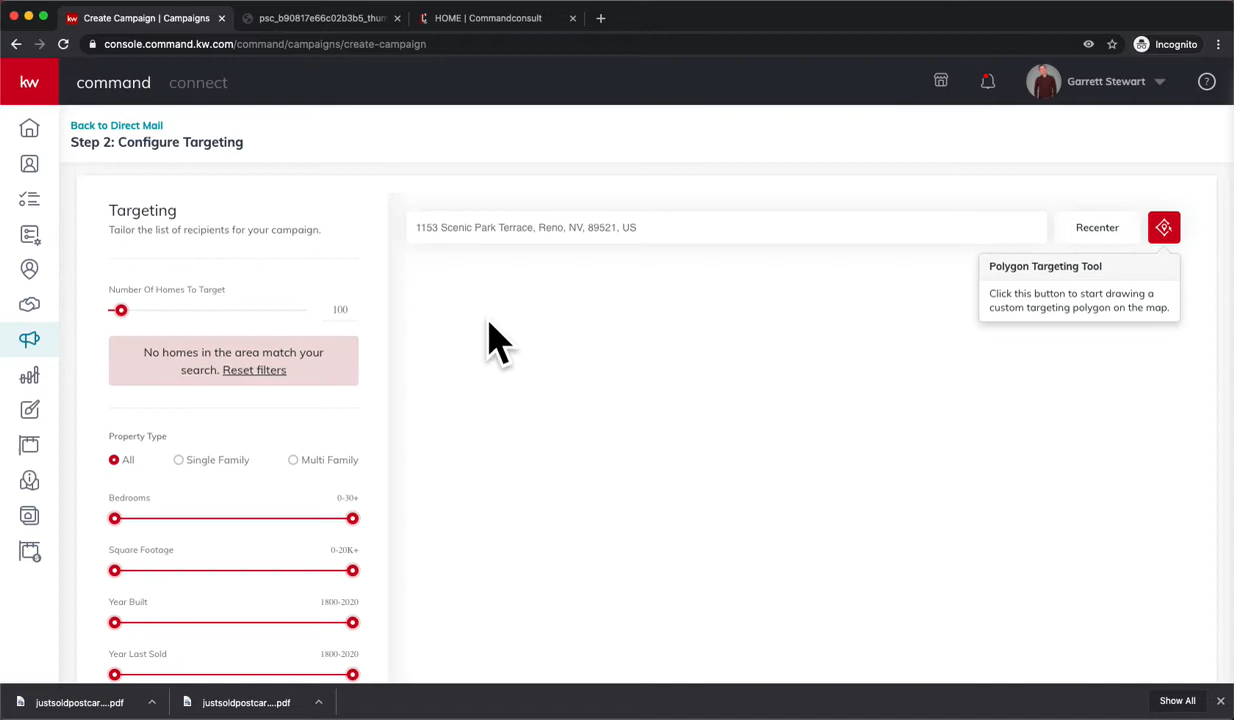 Create Campaign | Campaigns
psc_b90817e66c02b3b5_thum
HOME | Commandconsult
console.command.kw.com/command/campaigns/create-campaign
Incognito
kw
command
connect
Garrett Stewart
Back to Direct Mail
Step 2: Configure Targeting
Targeting
Tailor the list of recipients for your campaign.
Number Of Homes To Target
100
No homes in the area match your
search. Reset filters
Property Type
All
Single Family
Multi Family
Bedrooms
0-30+
Square Footage
0-20K+
Year Built
1800-2020
Year Last Sold
1800-2020
1153 Scenic Park Terrace, Reno, NV, 89521, US
Recenter
Polygon Targeting Tool
Click this button to start drawing a
custom targeting polygon on the map.
justsoldpostcar....pdf
justsoldpostcar....pdf
Show All